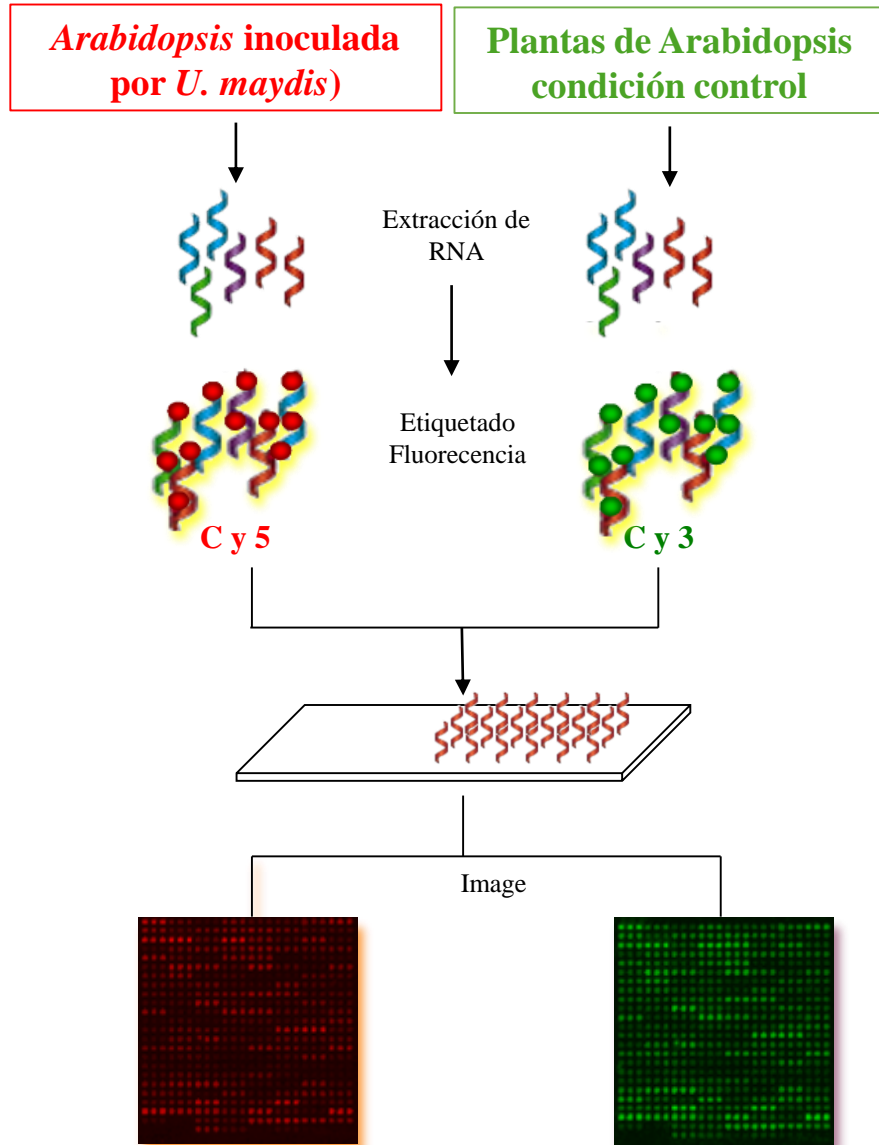 Arabidopsis inoculada
por U. maydis)
Plantas de Arabidopsis
condición control
Extracción de
RNA
Etiquetado
Fluorecencia
C y 5
C y 3
Image